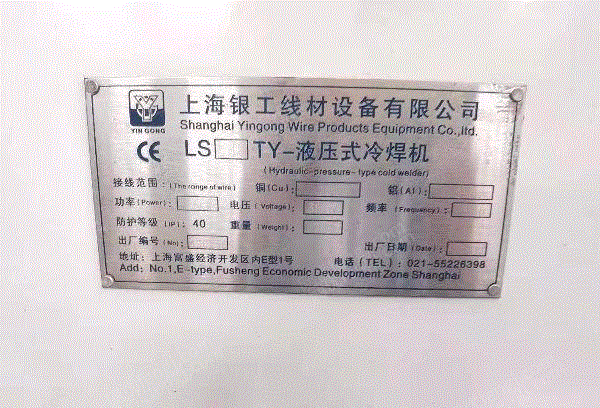 上海银工线材设备有限公司
YIN GONG
Shanghai Yingong Wire Products Equipment Co.,ltd.
CE LS TY-液压式冷焊机
(Hydraulic-pressure-type cold welder)
接线范围: (The range of wire) 铜(Cu): 铝(A1):
功率(Power): 电压(Voltage): 频率(Frequency):
防护等级(IP): 40 重量(Weight):
出厂编号(No): 出厂日期(Date):
地址: 上海富盛经济开发区内E型1号 电话(TEL): 021-55226398
Add: No.1,E-type,Fusheng Economic Development Zone Shanghai